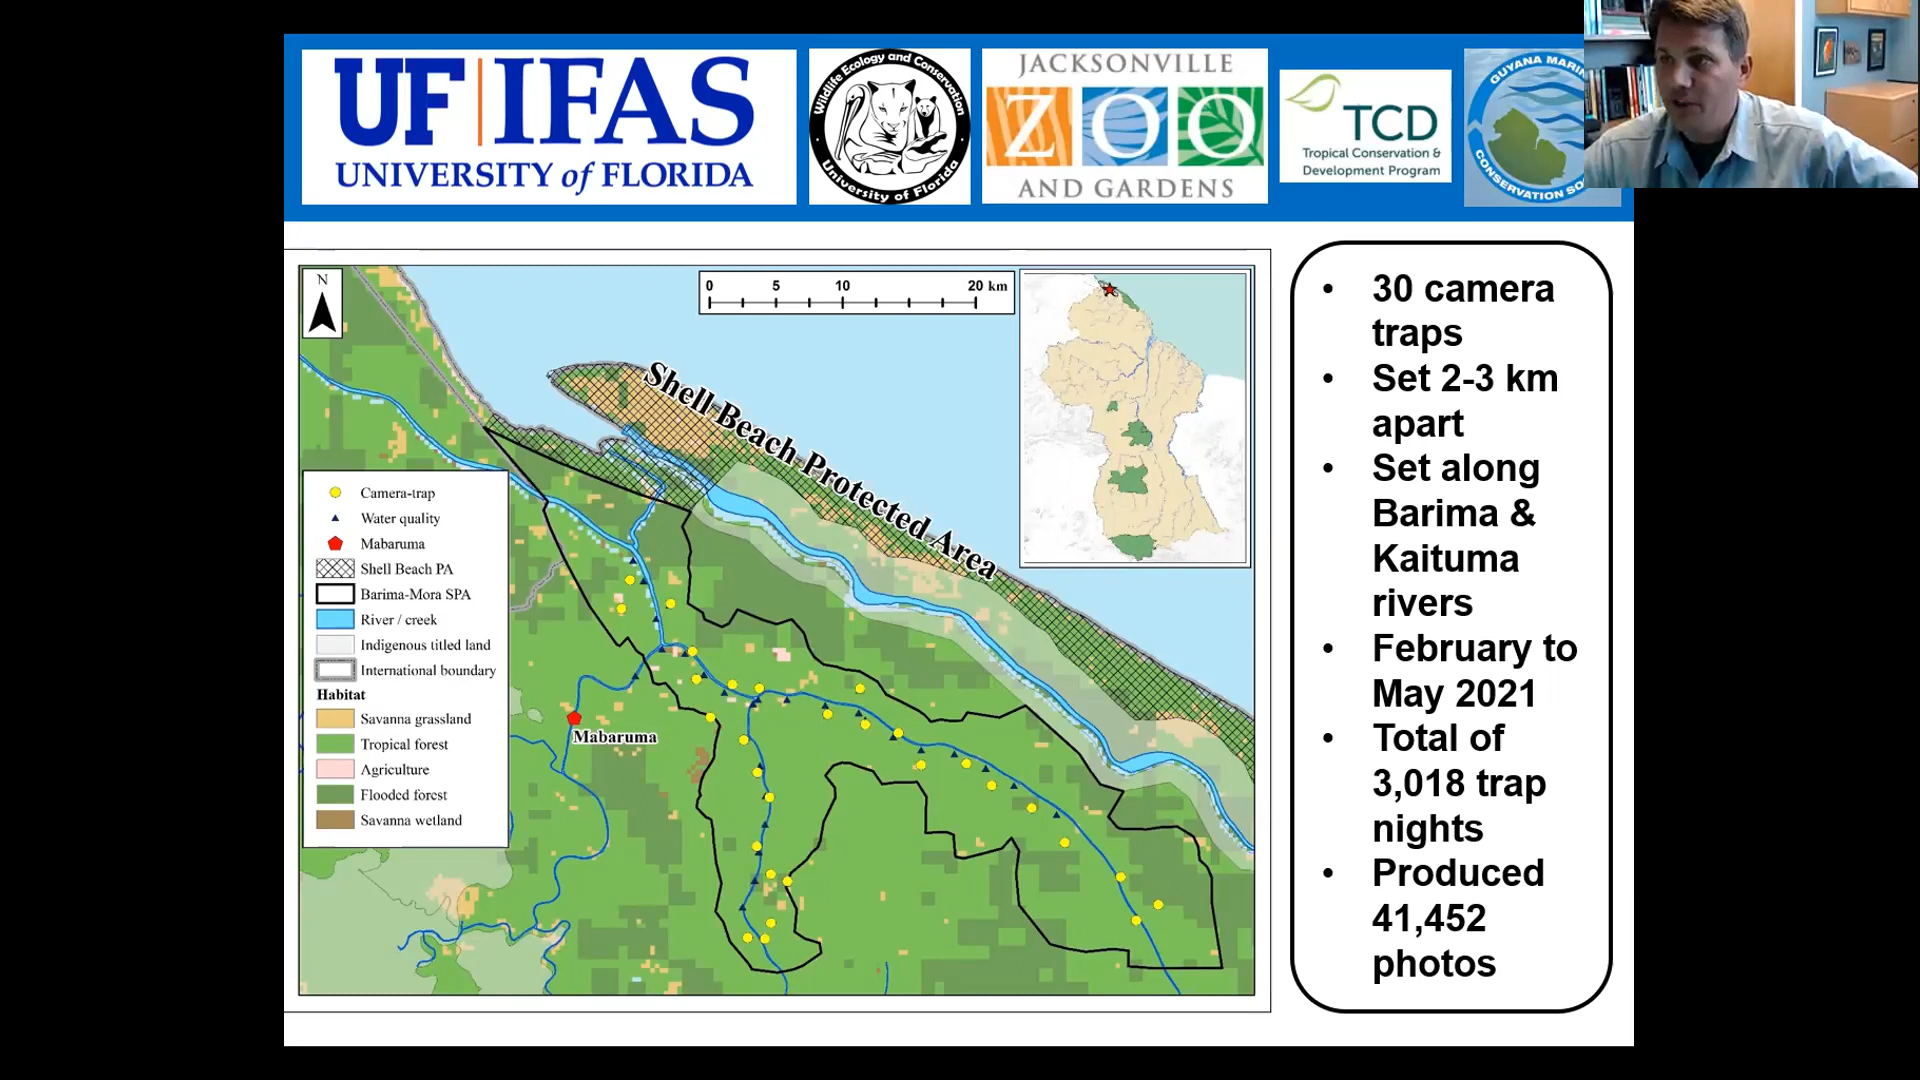 UF|IFAS
UNIVERSITY of FLORIDA
Wildlife Ecology and Conservation
University of Florida
JACKSONVILLE
ZOO
AND GARDENS
TCD
Tropical Conservation &
Development Program
GUYANA MARIN
CONSERVATION SO
N
0 5 10 20 km
Shell Beach Protected Area
Mabaruma
Camera-trap
Water quality
Mabaruma
Shell Beach PA
Barima-Mora SPA
River / creek
Indigenous titled land
International boundary
Habitat
Savanna grassland
Tropical forest
Agriculture
Flooded forest
Savanna wetland
• 30 camera
traps
• Set 2-3 km
apart
• Set along
Barima &
Kaituma
rivers
• February to
May 2021
• Total of
3,018 trap
nights
• Produced
41,452
photos